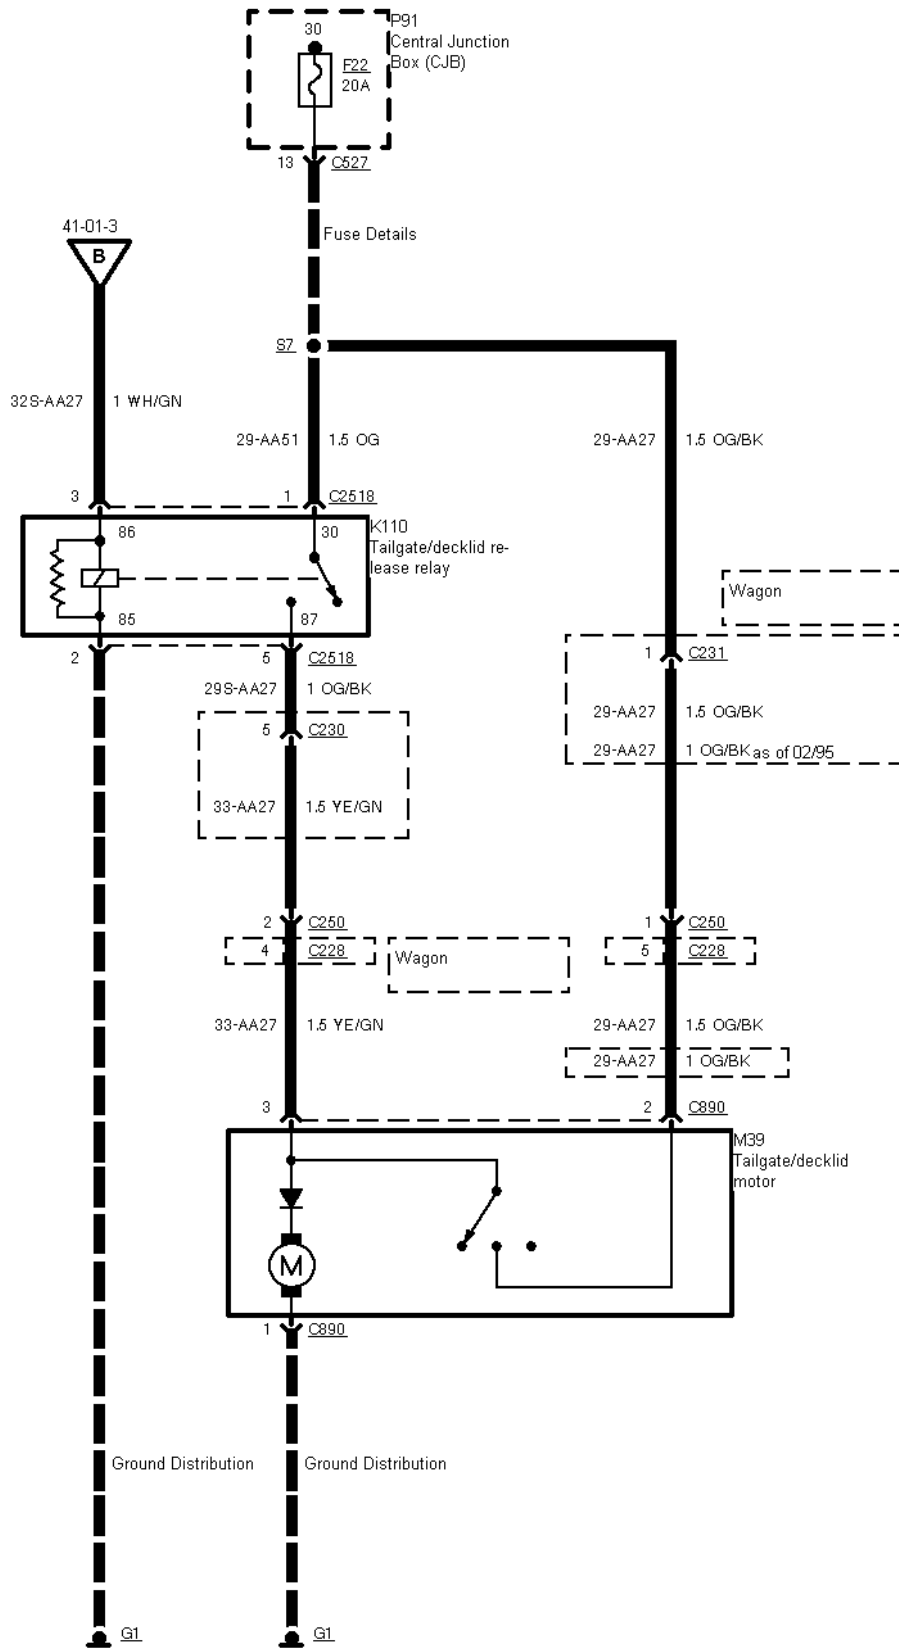 P91
30
Central Junction
Box (CJB)
F22
20A
13 C527
41-01-3
Fuse Details
B
S7
32S-AA27 1 WH/GN
29-AA51 1.5 OG
29-AA27 1.5 OG/BK
3 1 C2518
86 30 K110
Tailgate/decklid re-
lease relay
Wagon
85 87
2 5 C2518
1 C231
29S-AA27 1 OG/BK
29-AA27 1.5 OG/BK
5 C230
29-AA27 1 OG/BK as of 02/95
33-AA27 1.5 YE/GN
2 C250
1 C250
4 C228
Wagon
5 C228
33-AA27 1.5 YE/GN
29-AA27 1.5 OG/BK
29-AA27 1 OG/BK
3 2 C890
M39
Tailgate/decklid
motor
M
1 C890
Ground Distribution
Ground Distribution
G1
G1